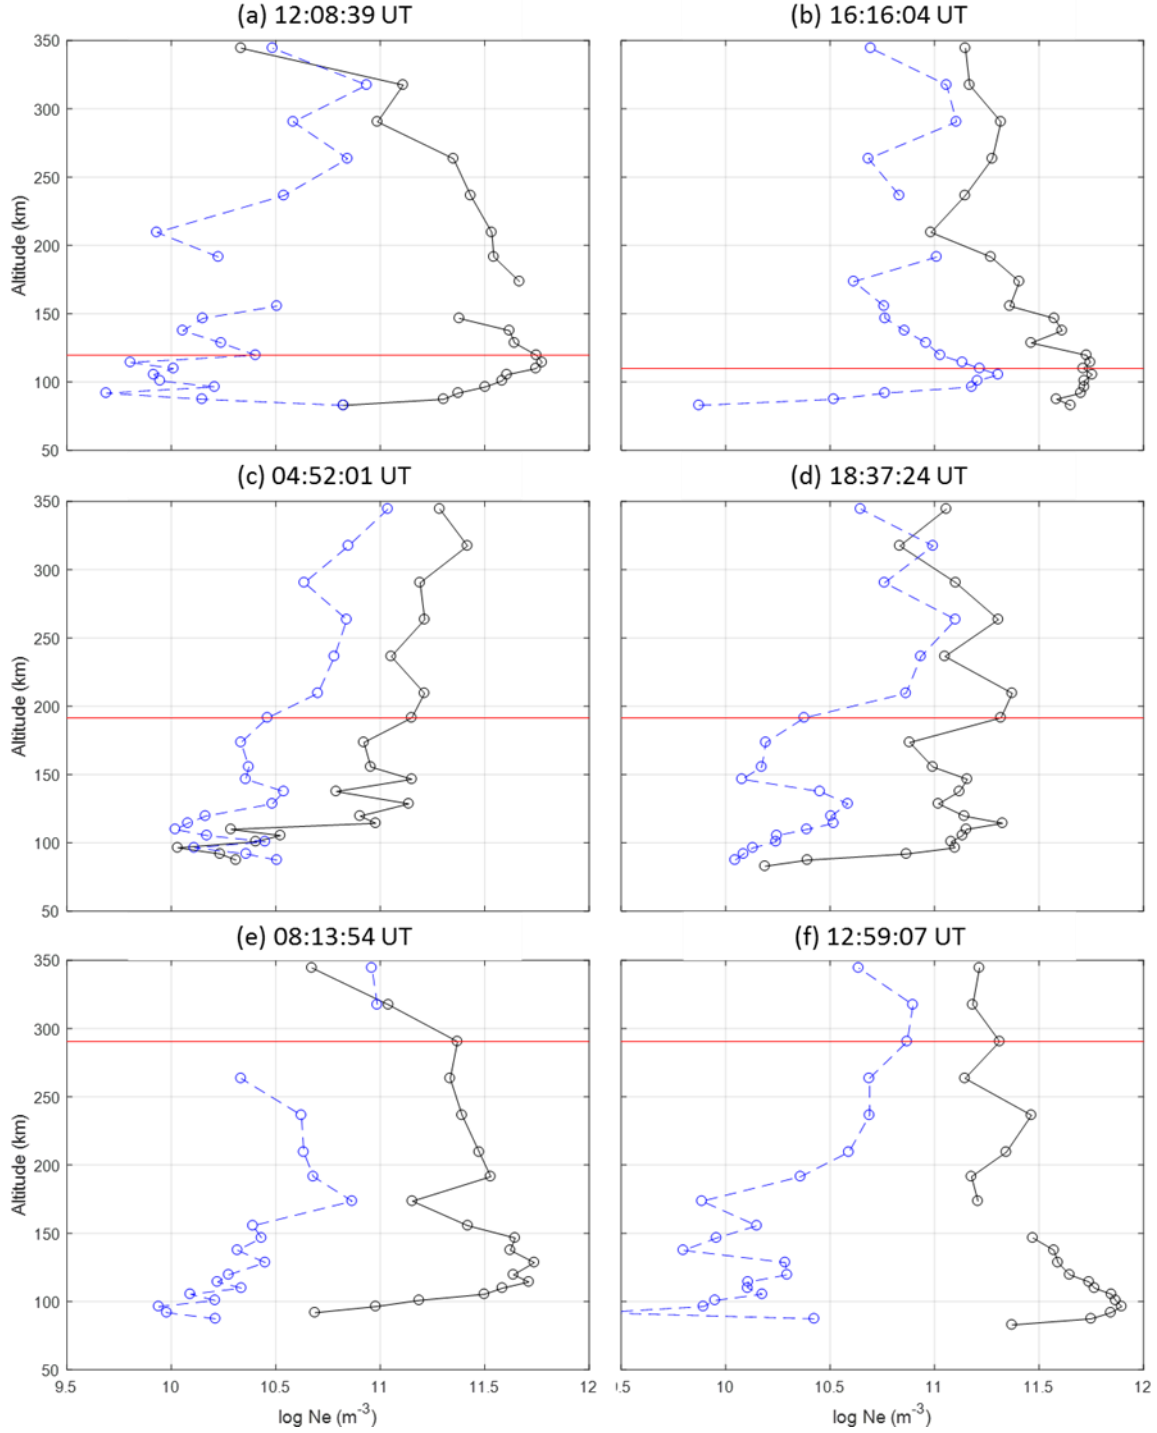 (a) 12:08:39 UT
(b) 16:16:04 UT
350
300
250
200
150
100
50
Altitude (km)
(c) 04:52:01 UT
(d) 18:37:24 UT
350
300
250
200
150
100
50
Altitude (km)
(e) 08:13:54 UT
(f) 12:59:07 UT
350
300
250
200
150
100
50
Altitude (km)
9.5 10 10.5 11 11.5 12
.5 10 10.5 11 11.5 12
log Ne (m⁻³)
log Ne (m⁻³)